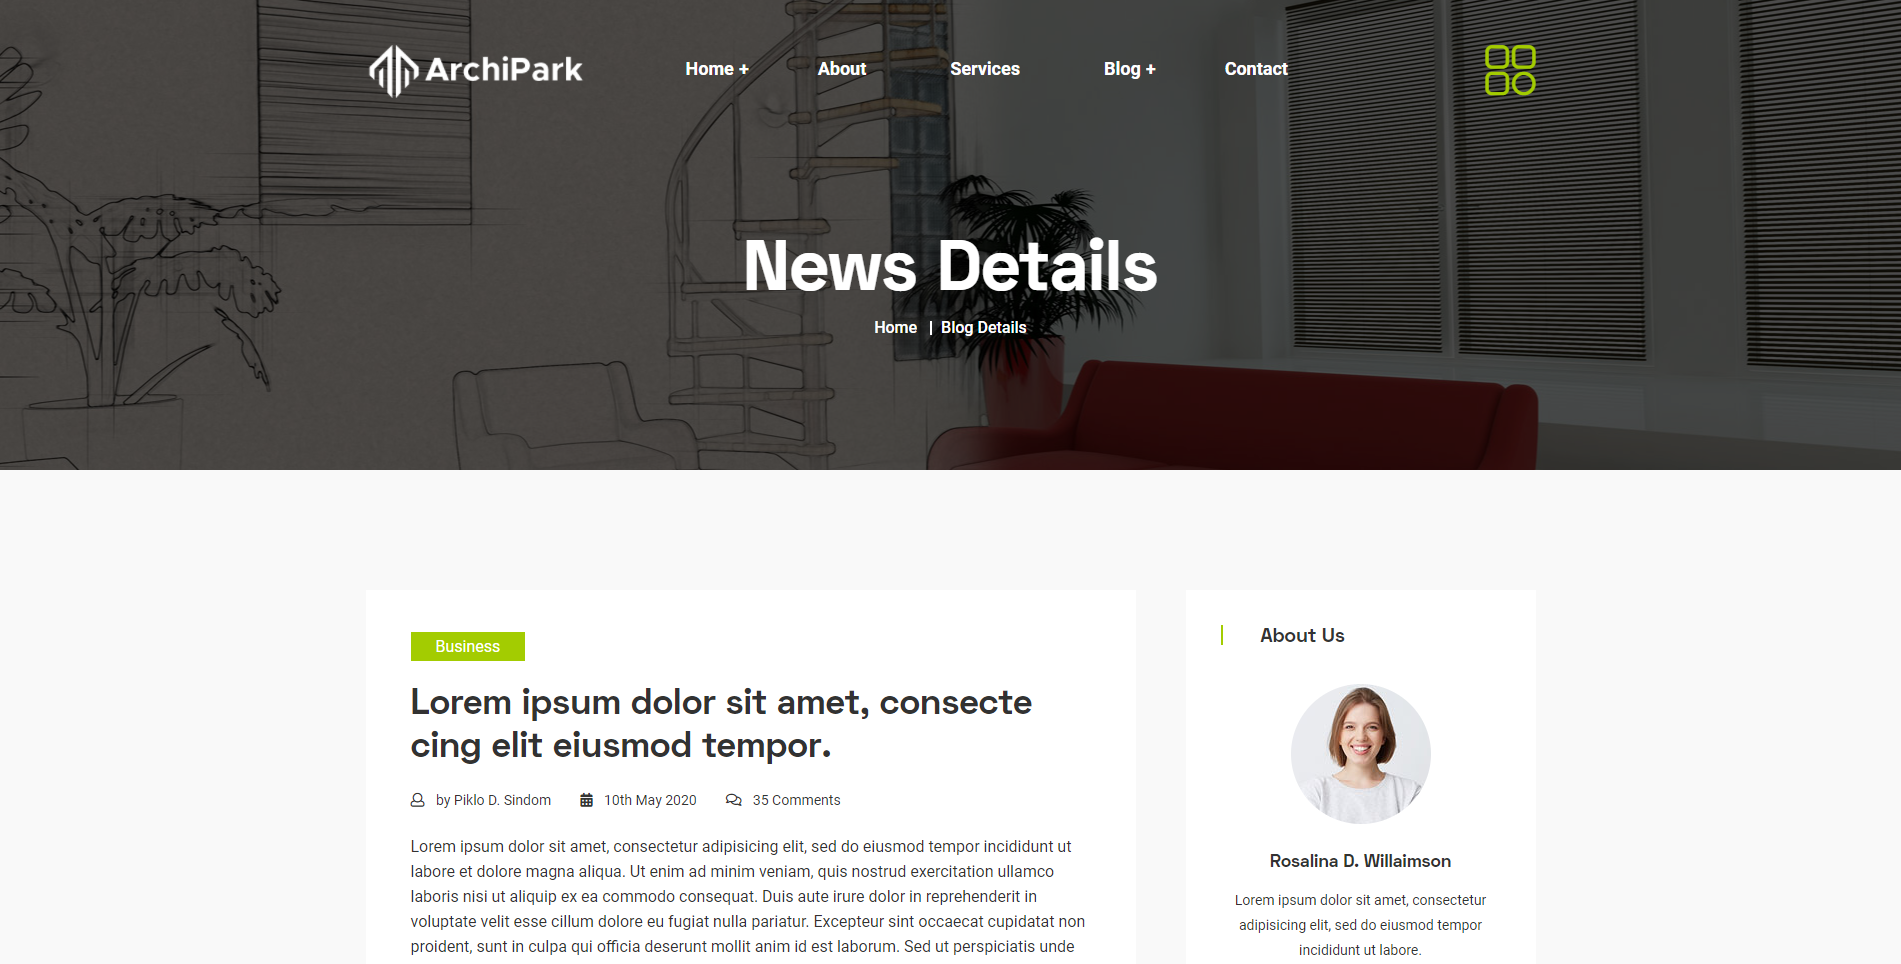 ArchiPark
Home +
About
Services
Blog +
Contact
News Details
Home | Blog Details
Business
Lorem ipsum dolor sit amet, consecte
cing elit eiusmod tempor.
by Piklo D. Sindom
10th May 2020
35 Comments
Lorem ipsum dolor sit amet, consectetur adipisicing elit, sed do eiusmod tempor incididunt ut
labore et dolore magna aliqua. Ut enim ad minim veniam, quis nostrud exercitation ullamco
laboris nisi ut aliquip ex ea commodo consequat. Duis aute irure dolor in reprehenderit in
voluptate velit esse cillum dolore eu fugiat nulla pariatur. Excepteur sint occaecat cupidatat non
proident, sunt in culpa qui officia deserunt mollit anim id est laborum. Sed ut perspiciatis unde
About Us
Rosalina D. Willaimson
Lorem ipsum dolor sit amet, consectetur
adipisicing elit, sed do eiusmod tempor
incididunt ut labore.